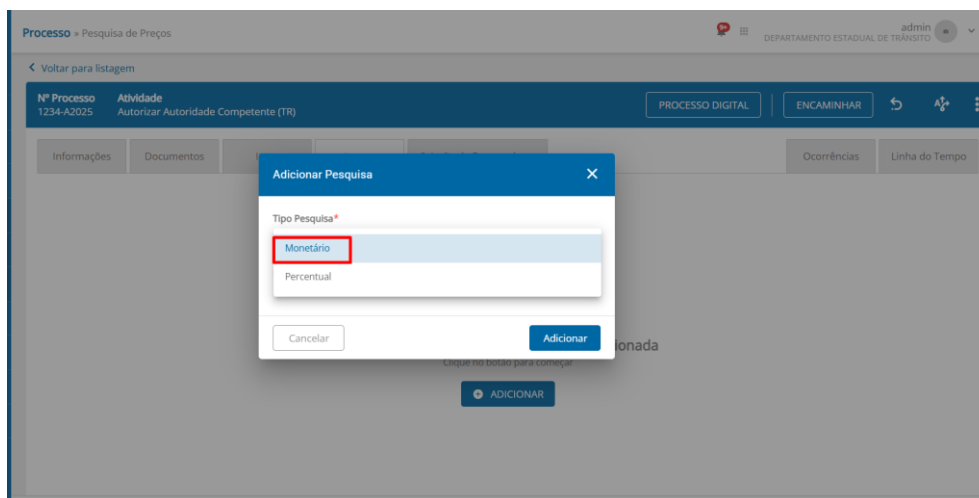 Processo » Pesquisa de Preços
9+
admin
DEPARTAMENTO ESTADUAL DE TRÂNSITO
Voltar para listagem
Nº Processo Atividade
1234-A2025 Autorizar Autoridade Competente (TR)
PROCESSO DIGITAL ENCAMINHAR
Informações Documentos Ocorrências Linha do Tempo
Adicionar Pesquisa
Tipo Pesquisa*
Monetário
Percentual
Cancelar Adicionar
ionada
Clique no botão para começar
ADICIONAR